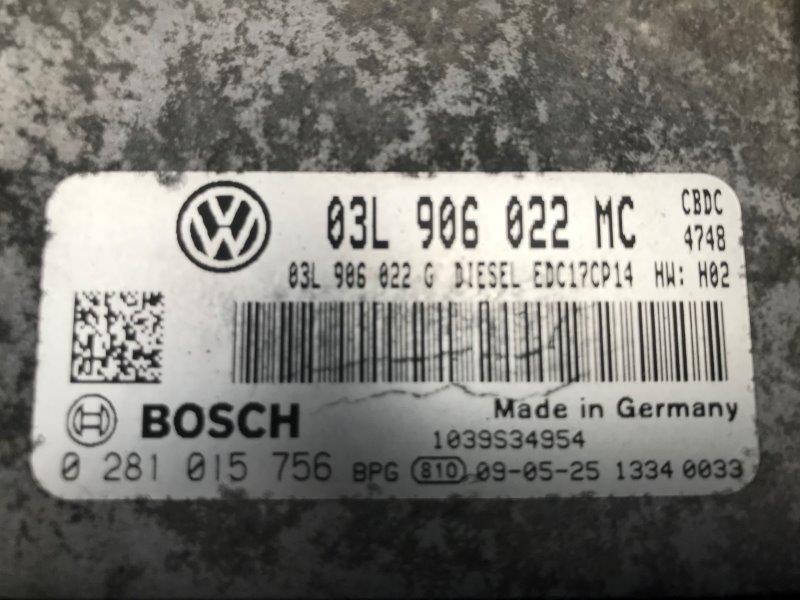 03L 906 022 MC CBDC
4748
03L 906 022 G DIESEL EDC17CP14 HW: H02
BOSCH
Made in Germany
1039S34954
0 281 015 756 BPG 810 09-05-25 1334 0033